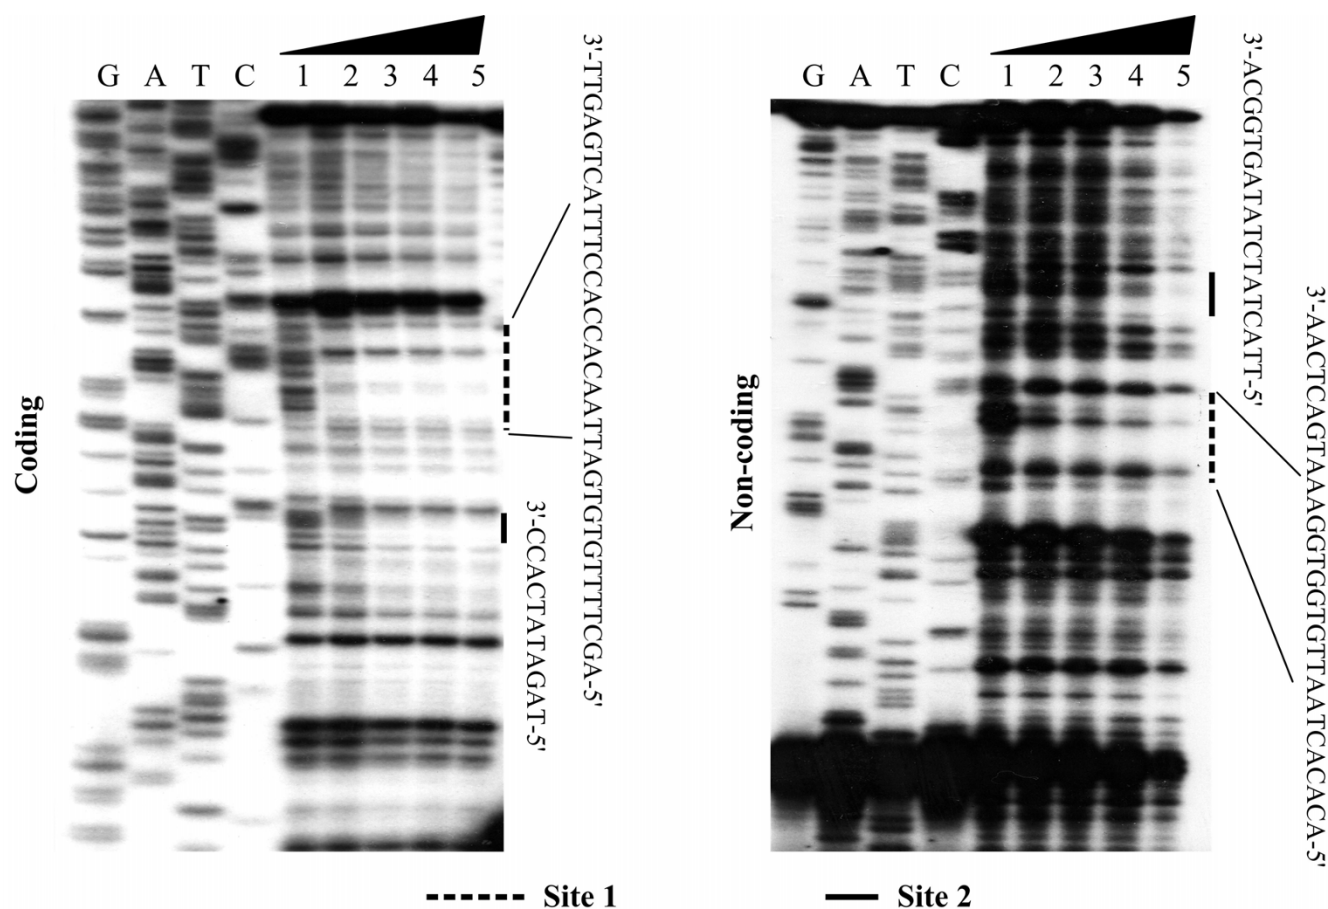 G A T C 1 2 3 4 5
Coding
3'-TTGAGTCATTTCCACCACAATTAGTGTGTTTTCGA-5'
3'-CCACTATAGAT-5'
G A T C 1 2 3 4 5
Non-coding
3'-ACGGTGATATCTATCATT-5'
3'-AACTCAGTAAAGGTGGTGTTAATCACACA-5'
Site 1
Site 2